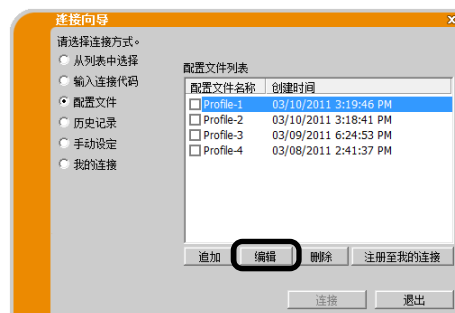 连接向导
请选择连接方式。
从列表中选择
输入连接代码
配置文件
历史记录
手动设定
我的连接
配置文件列表
配置文件名称 创建时间
Profile-1 03/10/2011 3:19:46 PM
Profile-2 03/10/2011 3:18:41 PM
Profile-3 03/09/2011 6:24:53 PM
Profile-4 03/08/2011 2:41:37 PM
追加 编辑 删除 注册至我的连接
连接 退出